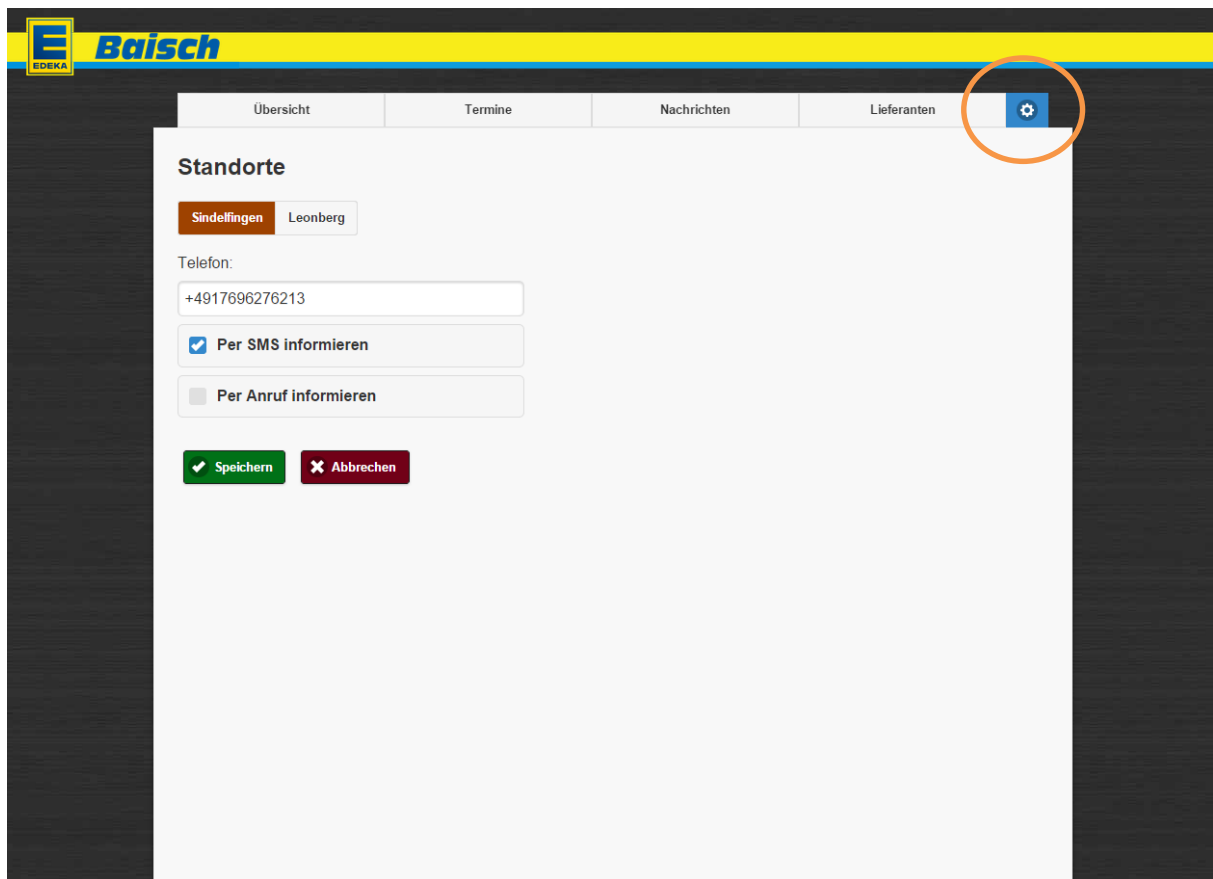 EDEKA
Baisch
Übersicht Termine Nachrichten Lieferanten
Standorte
Sindelfingen Leonberg
Telefon:
+4917696276213
Per SMS informieren
Per Anruf informieren
Speichern Abbrechen